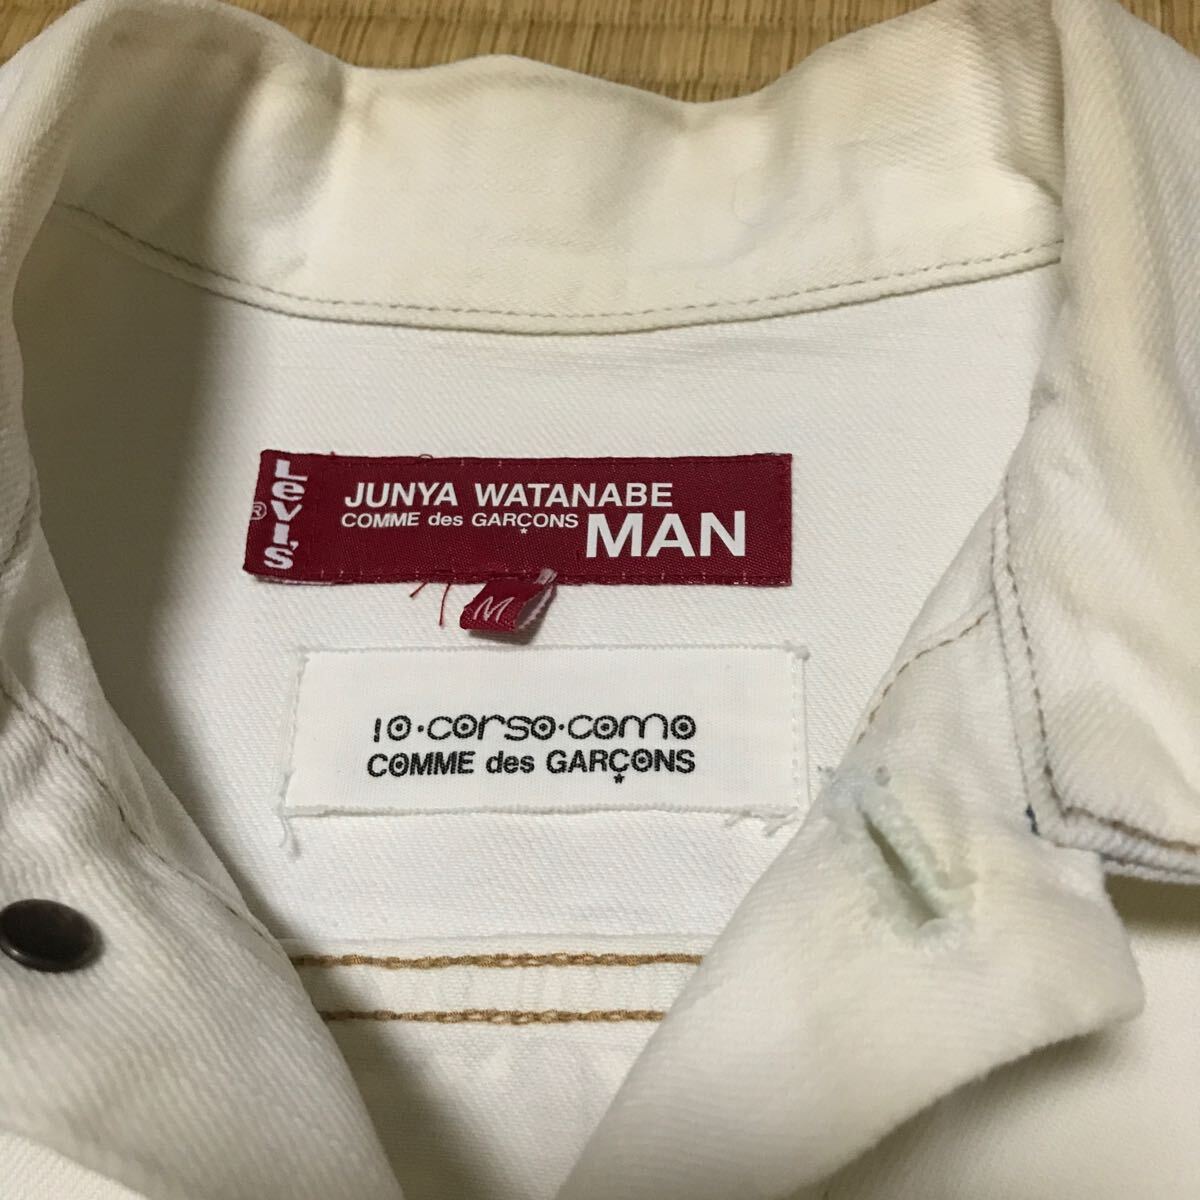 LeVI'S
®
JUNYA WATANABE
COMME des GARÇONS MAN
M
10·corso·como
COMME des GARÇONS